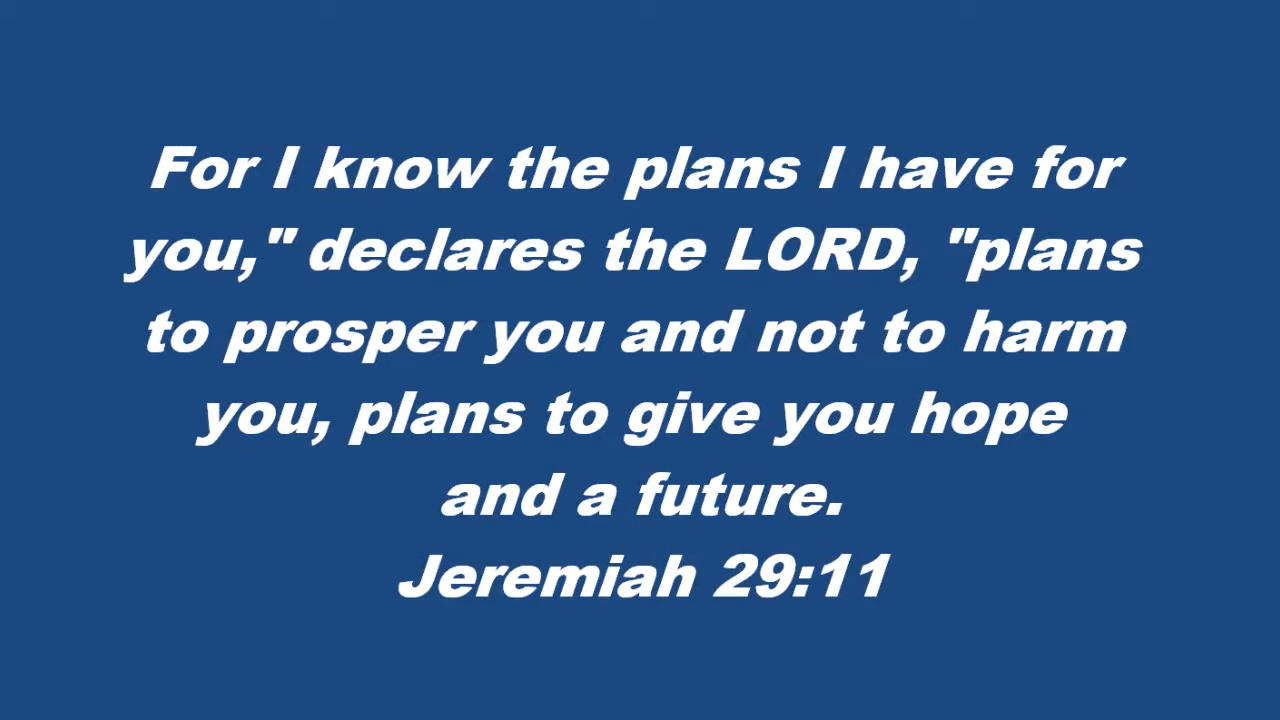 For I know the plans I have for
you," declares the LORD, "plans
to prosper you and not to harm
you, plans to give you hope
and a future.
Jeremiah 29:11